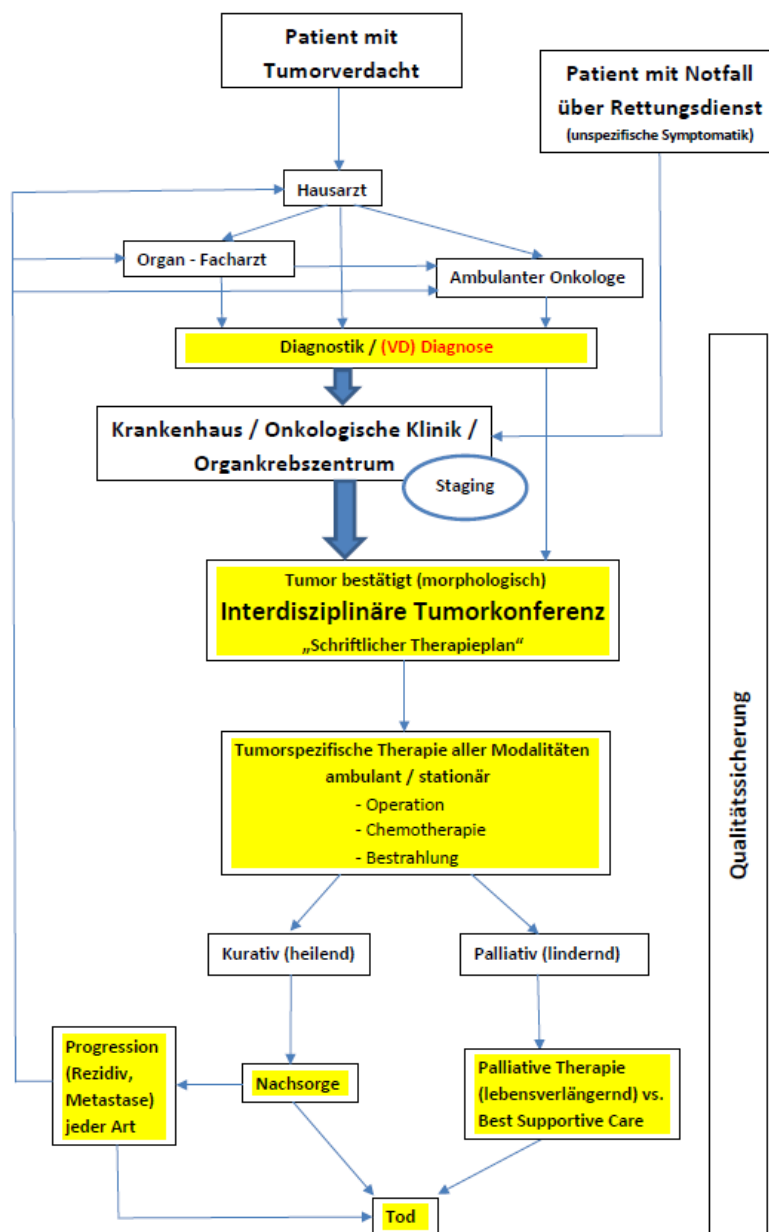 Patient mit
Tumorverdacht
Patient mit Notfall
über Rettungsdienst
(unspezifische Symptomatik)
Hausarzt
Organ - Facharzt
Ambulanter Onkologe
Diagnostik / (VD) Diagnose
Krankenhaus / Onkologische Klinik /
Organkrebszentrum
Staging
Tumor bestätigt (morphologisch)
Interdisziplinäre Tumorkonferenz
„Schriftlicher Therapieplan“
Tumorspezifische Therapie aller Modalitäten
ambulant / stationär
- Operation
- Chemotherapie
- Bestrahlung
Kurativ (heilend)
Palliativ (lindernd)
Progression
(Rezidiv,
Metastase)
jeder Art
Nachsorge
Palliative Therapie
(lebensverlängernd) vs.
Best Supportive Care
Tod
Qualitätssicherung